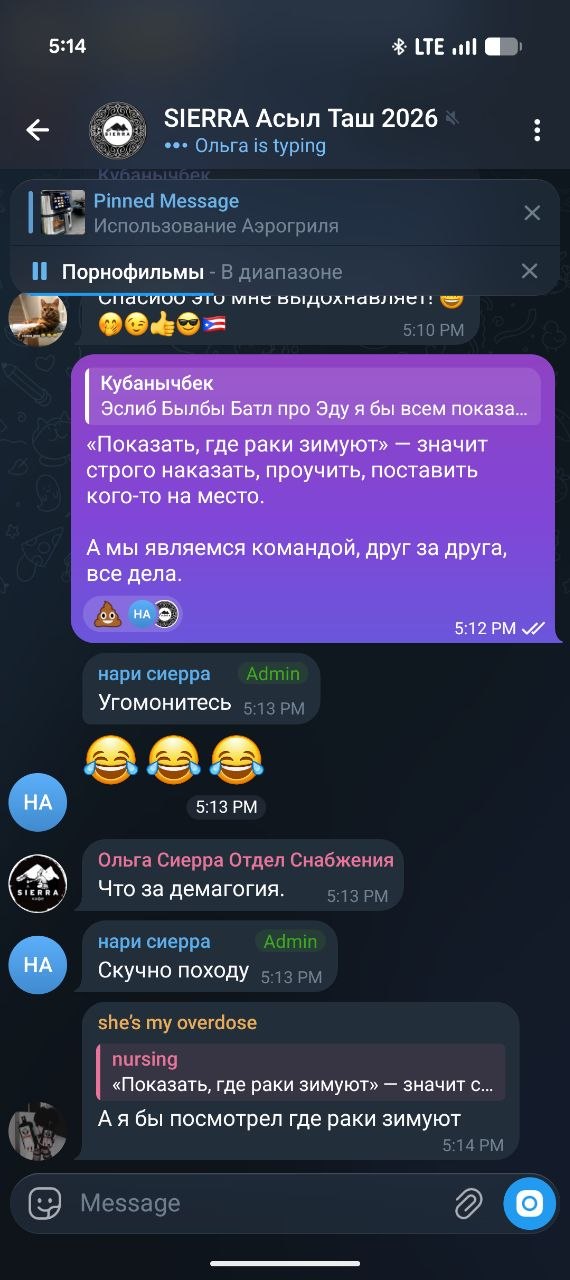 5:14
LTE
SIERRA Асыл Таш 2026
Ольга is typing
Кубанычбек
Pinned Message
Использование Аэрогриля
Порнофильмы - В диапазоне
Спасибо это мне выдохнавляет!
5:10 PM
Кубанычбек
Эслиб Былбы Батл про Эду я бы всем показа...
«Показать, где раки зимуют» — значит
строго наказать, проучить, поставить
кого-то на место.
А мы являемся командой, друг за друга,
все дела.
НА
5:12 PM
нари сиерра Admin
Угомонитесь 5:13 PM
НА
5:13 PM
Ольга Сиерра Отдел Снабжения
SIERRA
Что за демагогия. 5:13 PM
нари сиерра Admin
НА
Скучно походу 5:13 PM
she's my overdose
nursing
«Показать, где раки зимуют» — значит с...
А я бы посмотрел где раки зимуют
5:14 PM
Message